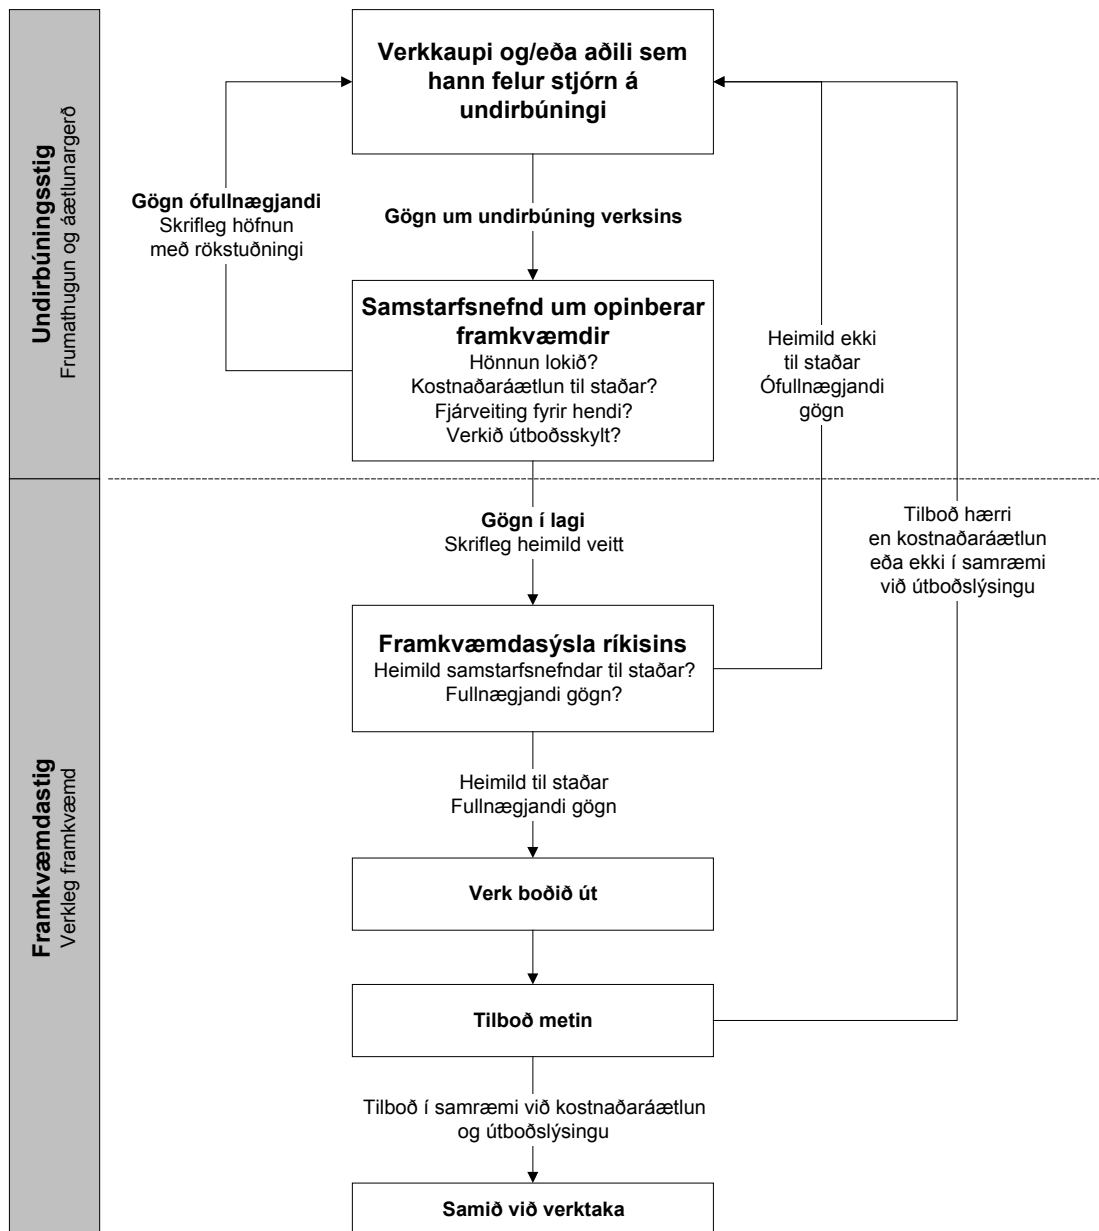 Undirbúningsstig
Frumathugun og áætlunargerð
Verkkaupi og/eða aðili sem
hann felur stjórn á
undirbúningi
Gögn ófullnægjandi
Skrifleg höfnun
með rökstuðningi
Gögn um undirbúning verksins
Samstarfsnefnd um opinberar
framkvæmdir
Hönnun lokið?
Kostnaðaráætlun til staðar?
Fjárveiting fyrir hendi?
Verkið útboðsskylt?
Heimild ekki
til staðar
Ófullnægjandi
gögn
Framkvæmdastig
Verkleg framkvæmd
Gögn í lagi
Skrifleg heimild veitt
Tilboð hærri
en kostnaðaráætlun
eða ekki í samræmi
við útboðslýsingu
Framkvæmdasýsla ríkisins
Heimild samstarfsnefndar til staðar?
Fullnægjandi gögn?
Heimild til staðar
Fullnægjandi gögn
Verk boðið út
Tilboð metin
Tilboð í samræmi við kostnaðaráætlun
og útboðslýsingu
Samið við verktaka